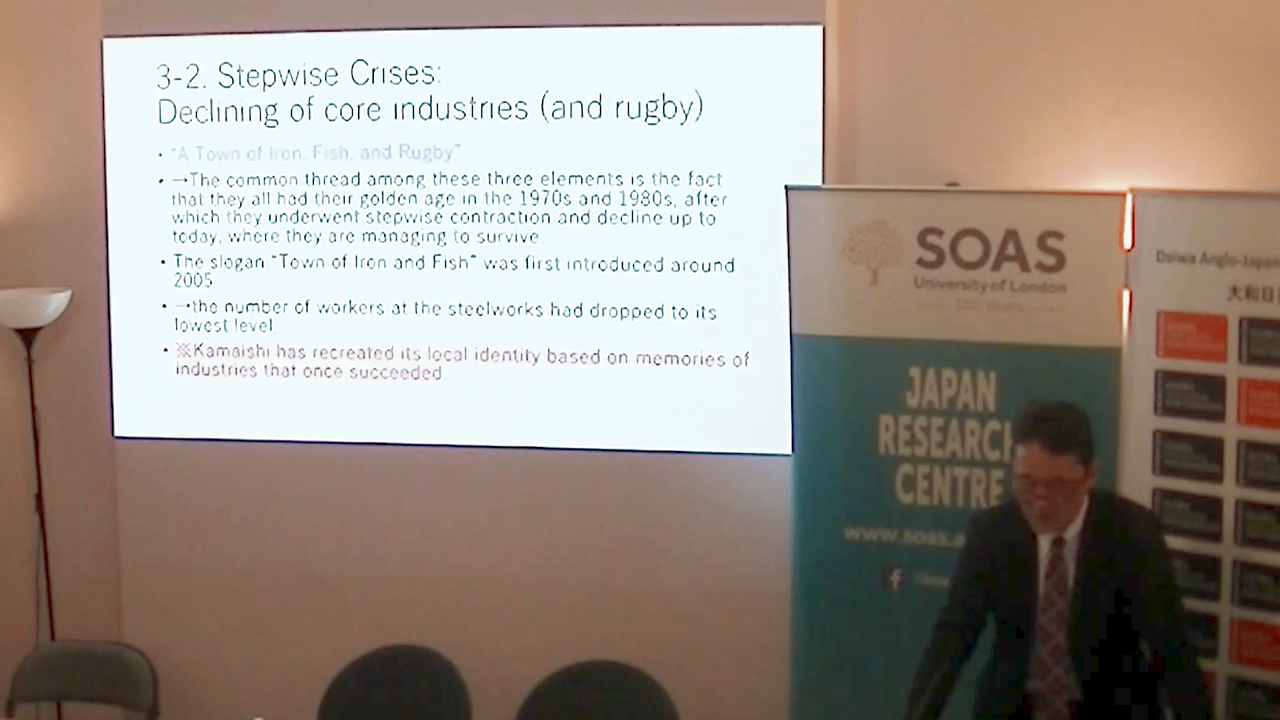 3-2. Stepwise Crises:
Declining of core industries (and rugby)
• "A Town of Iron, Fish, and Rugby"
• →The common thread among these three elements is the fact
that they all had their golden age in the 1970s and 1980s, after
which they underwent stepwise contraction and decline up to
today, where they are managing to survive.
• The slogan "Town of Iron and Fish" was first introduced around
2005
• →the number of workers at the steelworks had dropped to its
lowest level.
• ※Kamaishi has recreated its local identity based on memories of
industries that once succeeded.
SOAS
University of London
JAPAN
RESEARCH
CENTRE
www.soas.a
f
Daiwa Anglo-Japan
大和日